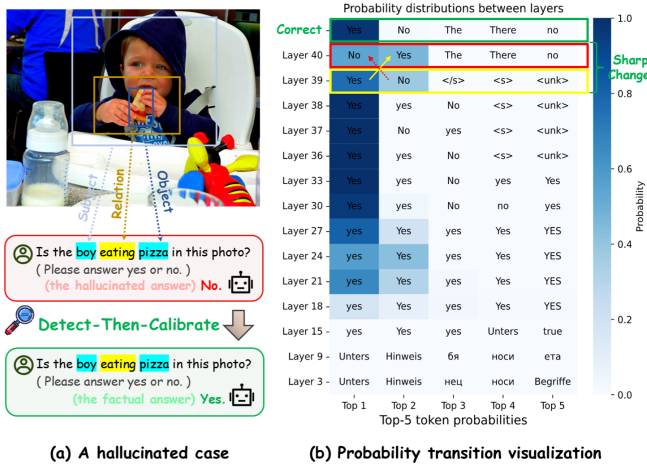 Subject
Relation
Object
Is the boy eating pizza in this photo?
( Please answer yes or no. )
(the hallucinated answer) No.
Detect-Then-Calibrate
Is the boy eating pizza in this photo?
( Please answer yes or no. )
(the factual answer) Yes.
(a) A hallucinated case
Probability distributions between layers
Correct Yes No The There no
Layer 40 No Yes The There no
Layer 39 Yes No </s> <s> <unk>
Layer 38 Yes yes No <s> <unk>
Layer 37 Yes No yes <s> <unk>
Layer 36 Yes yes No <s> <unk>
Layer 33 Yes yes No yes Yes
Layer 30 Yes yes No no yes
Layer 27 Yes yes No yes YES
Layer 24 Yes Yes yes Yes YES
Layer 21 Yes Yes yes Yes YES
Layer 18 yes Yes yes Yes YES
Layer 15 yes Yes yes Unters true
Layer 9 Unters Hinweis бя носи ета
Layer 3 Unters Hinweis нец носи Begriffe
Top 1 Top 2 Top 3 Top 4 Top 5
Top-5 token probabilities
Sharp
Change
1.0
0.8
0.6
0.4
0.2
0.0
Probability
(b) Probability transition visualization